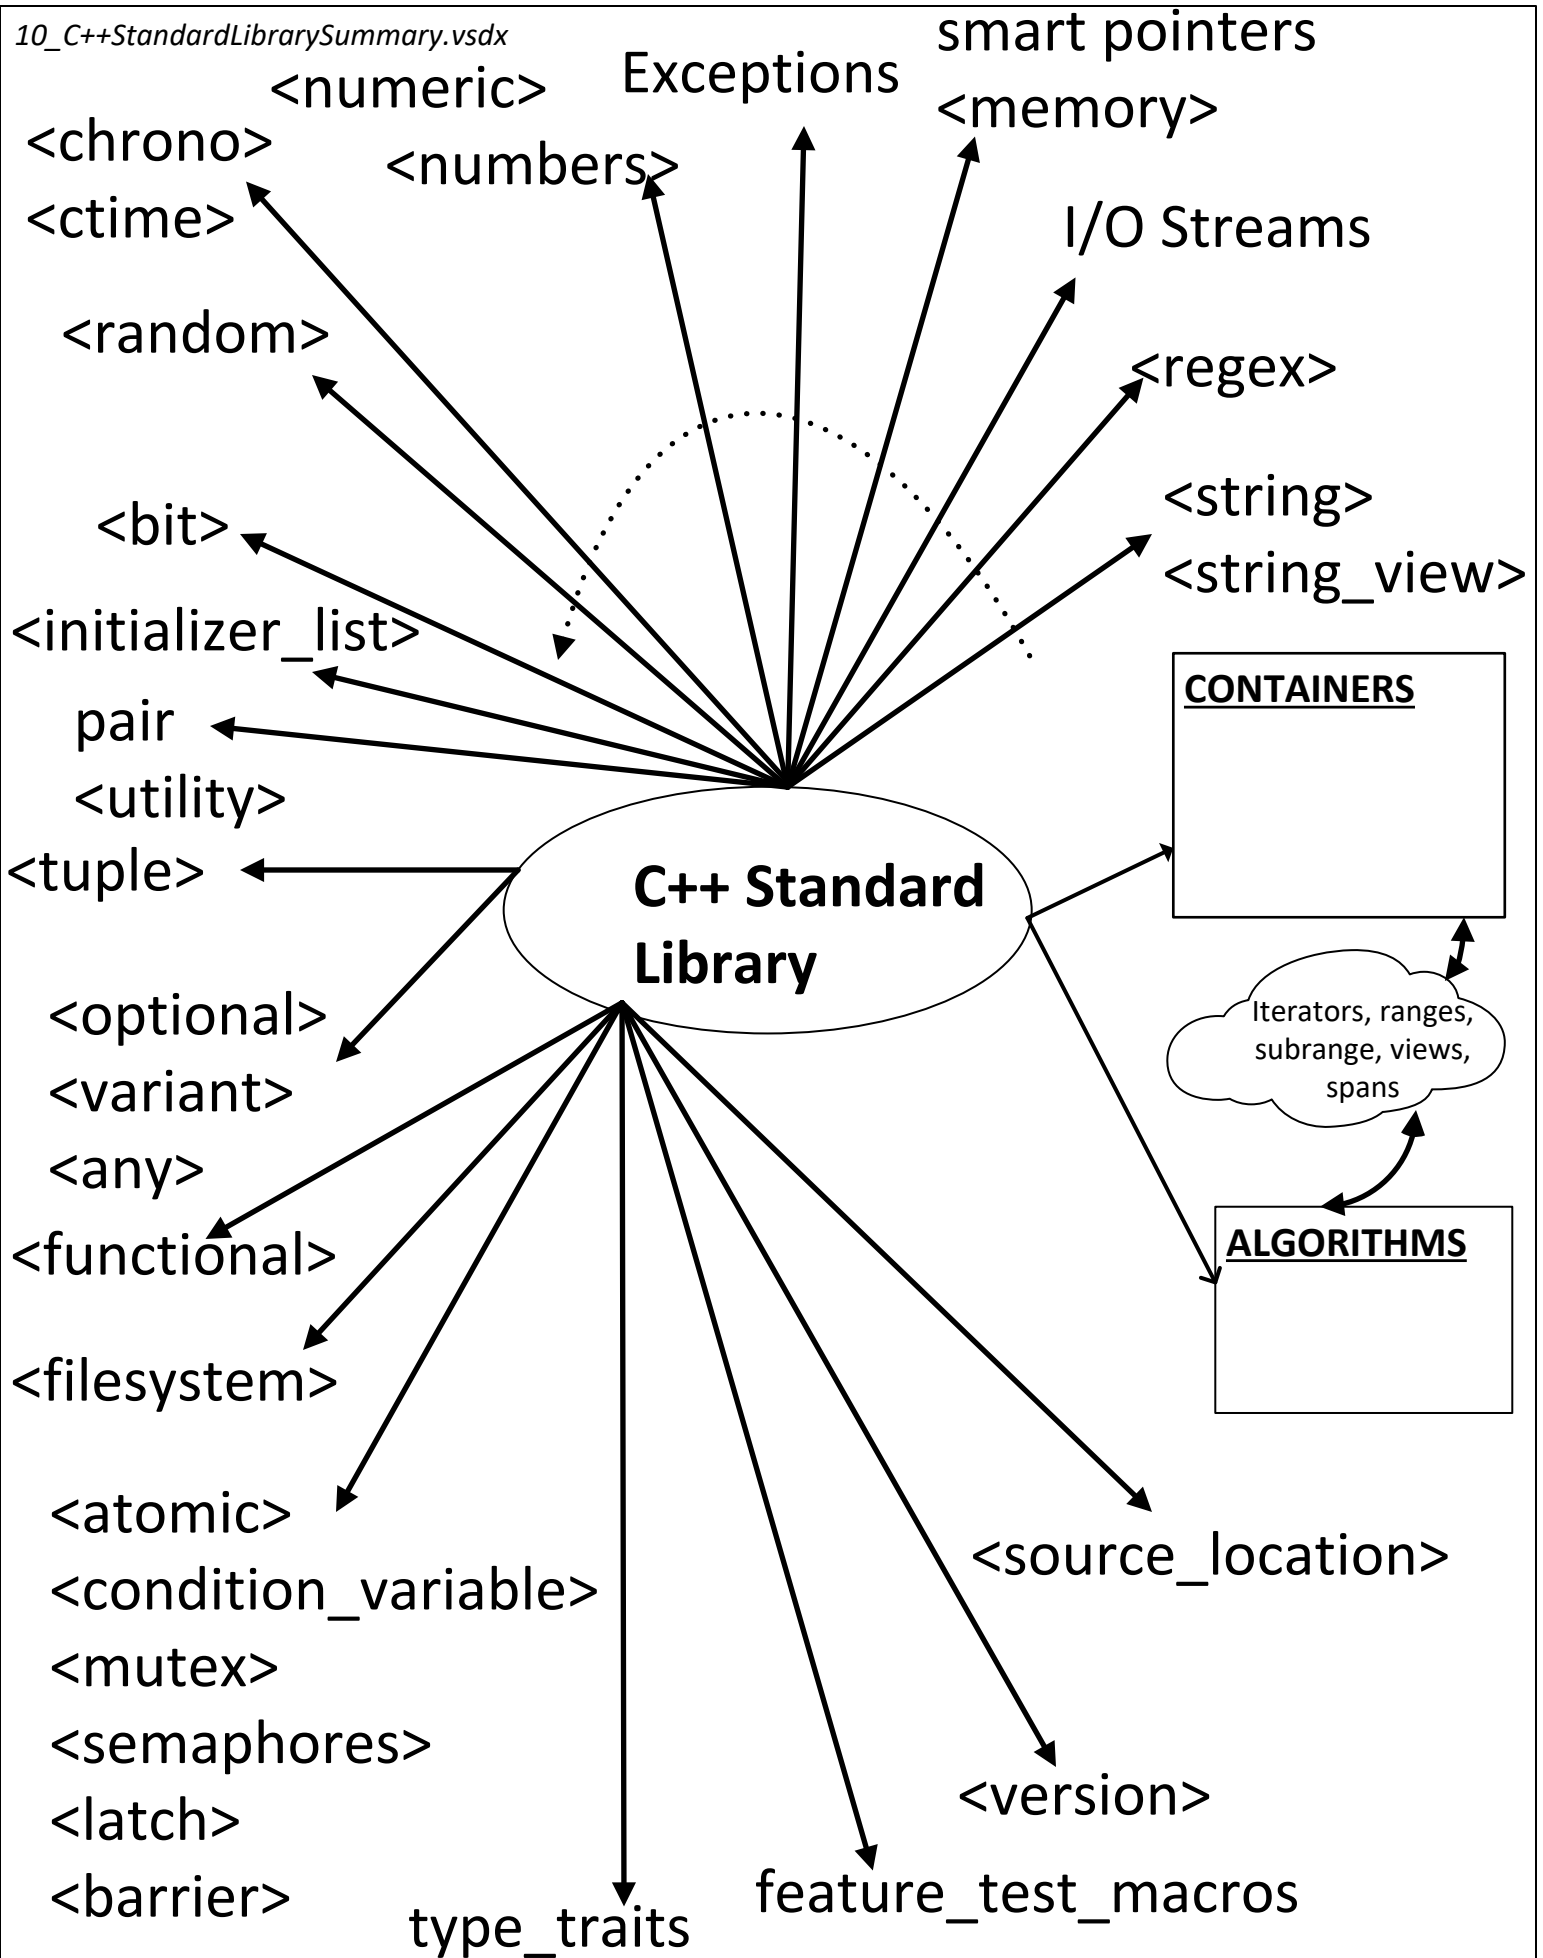 10_C++StandardLibrarySummary.vsdx
smart pointers
<memory>
Exceptions
<numeric>
<numbers>
<chrono>
<ctime>
I/O Streams
<random>
<regex>
<string>
<string_view>
<bit>
<initializer_list>
pair
<utility>
<tuple>
CONTAINERS
C++ Standard
Library
<optional>
<variant>
<any>
Iterators, ranges,
subrange, views,
spans
<functional>
ALGORITHMS
<filesystem>
<atomic>
<condition_variable>
<mutex>
<semaphores>
<latch>
<barrier>
<source_location>
<version>
feature_test_macros
type_traits